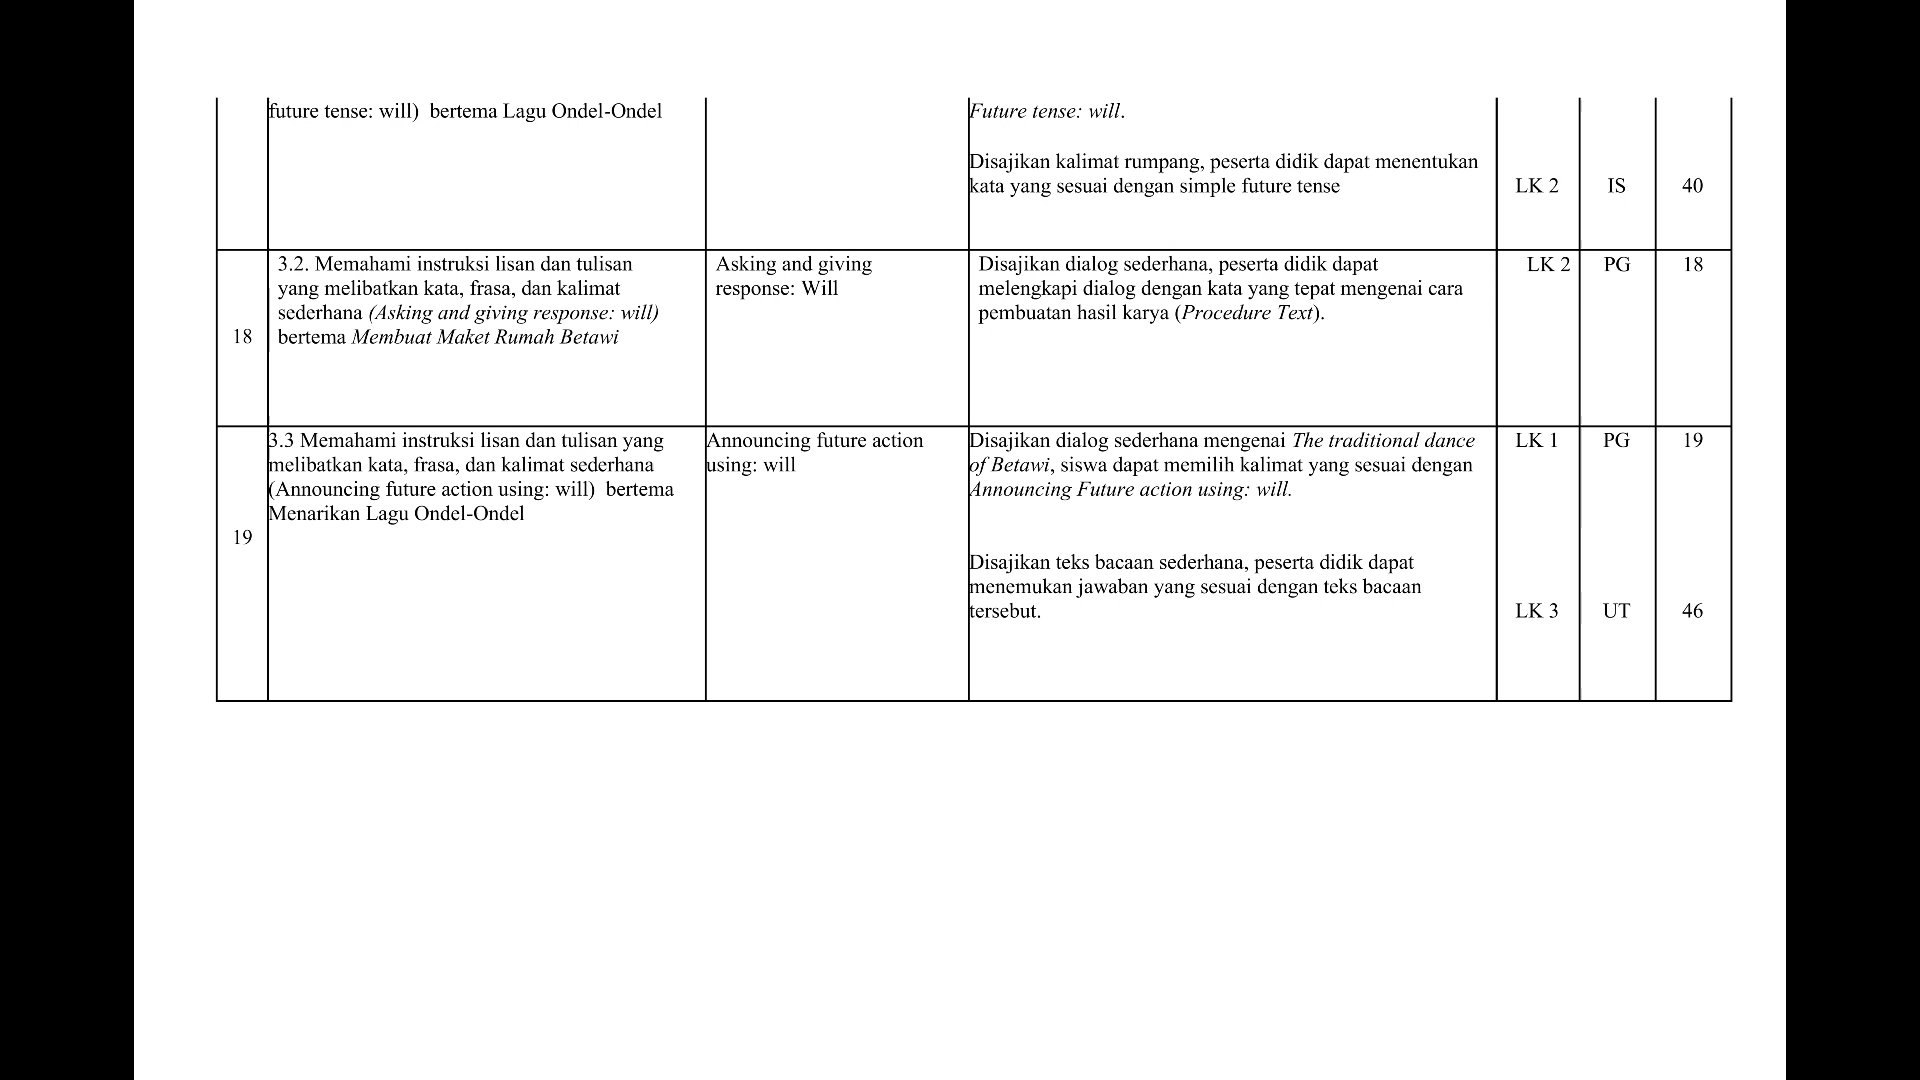 future tense: will)  bertema Lagu Ondel-Ondel
Future tense: will.
Disajikan kalimat rumpang, peserta didik dapat menentukan
kata yang sesuai dengan simple future tense
LK 2
IS
40
18
3.2. Memahami instruksi lisan dan tulisan
yang melibatkan kata, frasa, dan kalimat
sederhana (Asking and giving response: will)
bertema Membuat Maket Rumah Betawi
Asking and giving
response: Will
Disajikan dialog sederhana, peserta didik dapat
melengkapi dialog dengan kata yang tepat mengenai cara
pembuatan hasil karya (Procedure Text).
LK 2
PG
18
19
3.3 Memahami instruksi lisan dan tulisan yang
melibatkan kata, frasa, dan kalimat sederhana
(Announcing future action using: will)  bertema
Menarikan Lagu Ondel-Ondel
Announcing future action
using: will
Disajikan dialog sederhana mengenai The traditional dance
of Betawi, siswa dapat memilih kalimat yang sesuai dengan
Announcing Future action using: will.
LK 1
PG
19
Disajikan teks bacaan sederhana, peserta didik dapat
menemukan jawaban yang sesuai dengan teks bacaan
tersebut.
LK 3
UT
46